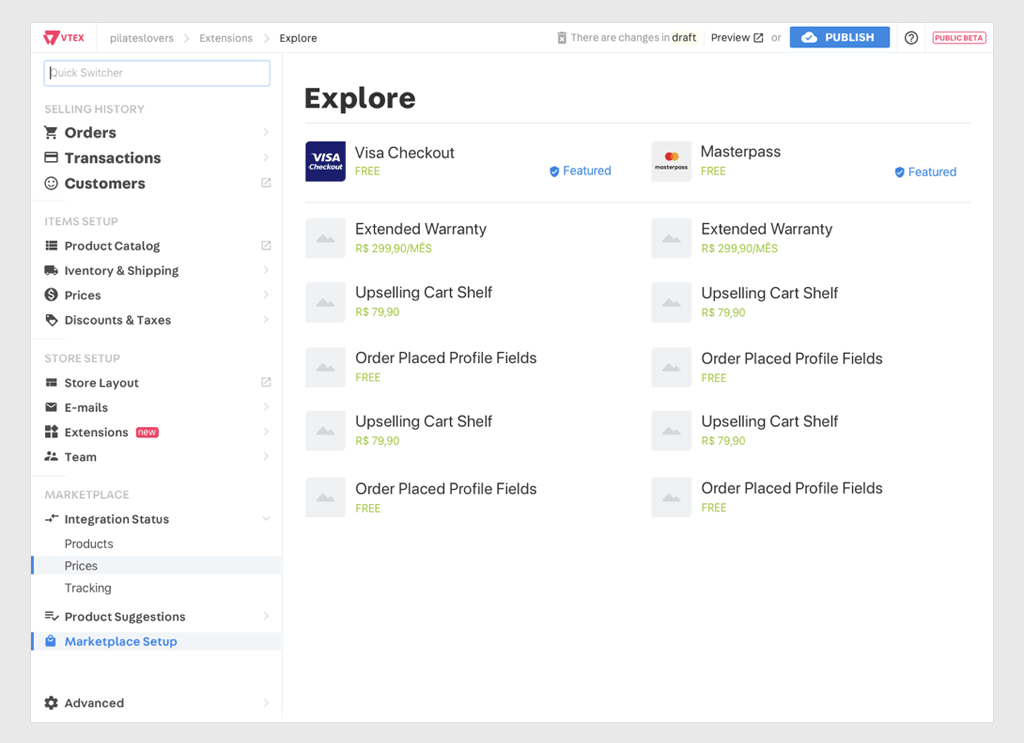 VTEX
pilateslovers
Extensions
Explore
There are changes in draft
Preview
or
PUBLISH
PUBLIC BETA
Quick Switcher
SELLING HISTORY
Orders
Transactions
Customers
ITEMS SETUP
Product Catalog
Iventory & Shipping
Prices
Discounts & Taxes
STORE SETUP
Store Layout
E-mails
Extensions new
Team
MARKETPLACE
Integration Status
Products
Prices
Tracking
Product Suggestions
Marketplace Setup
Advanced
Explore
VISA
Checkout
Visa Checkout
FREE
Featured
masterpass
Masterpass
FREE
Featured
Extended Warranty
R$ 299,90/MÊS
Extended Warranty
R$ 299,90/MÊS
Upselling Cart Shelf
R$ 79,90
Upselling Cart Shelf
R$ 79,90
Order Placed Profile Fields
FREE
Order Placed Profile Fields
FREE
Upselling Cart Shelf
R$ 79,90
Upselling Cart Shelf
R$ 79,90
Order Placed Profile Fields
FREE
Order Placed Profile Fields
FREE